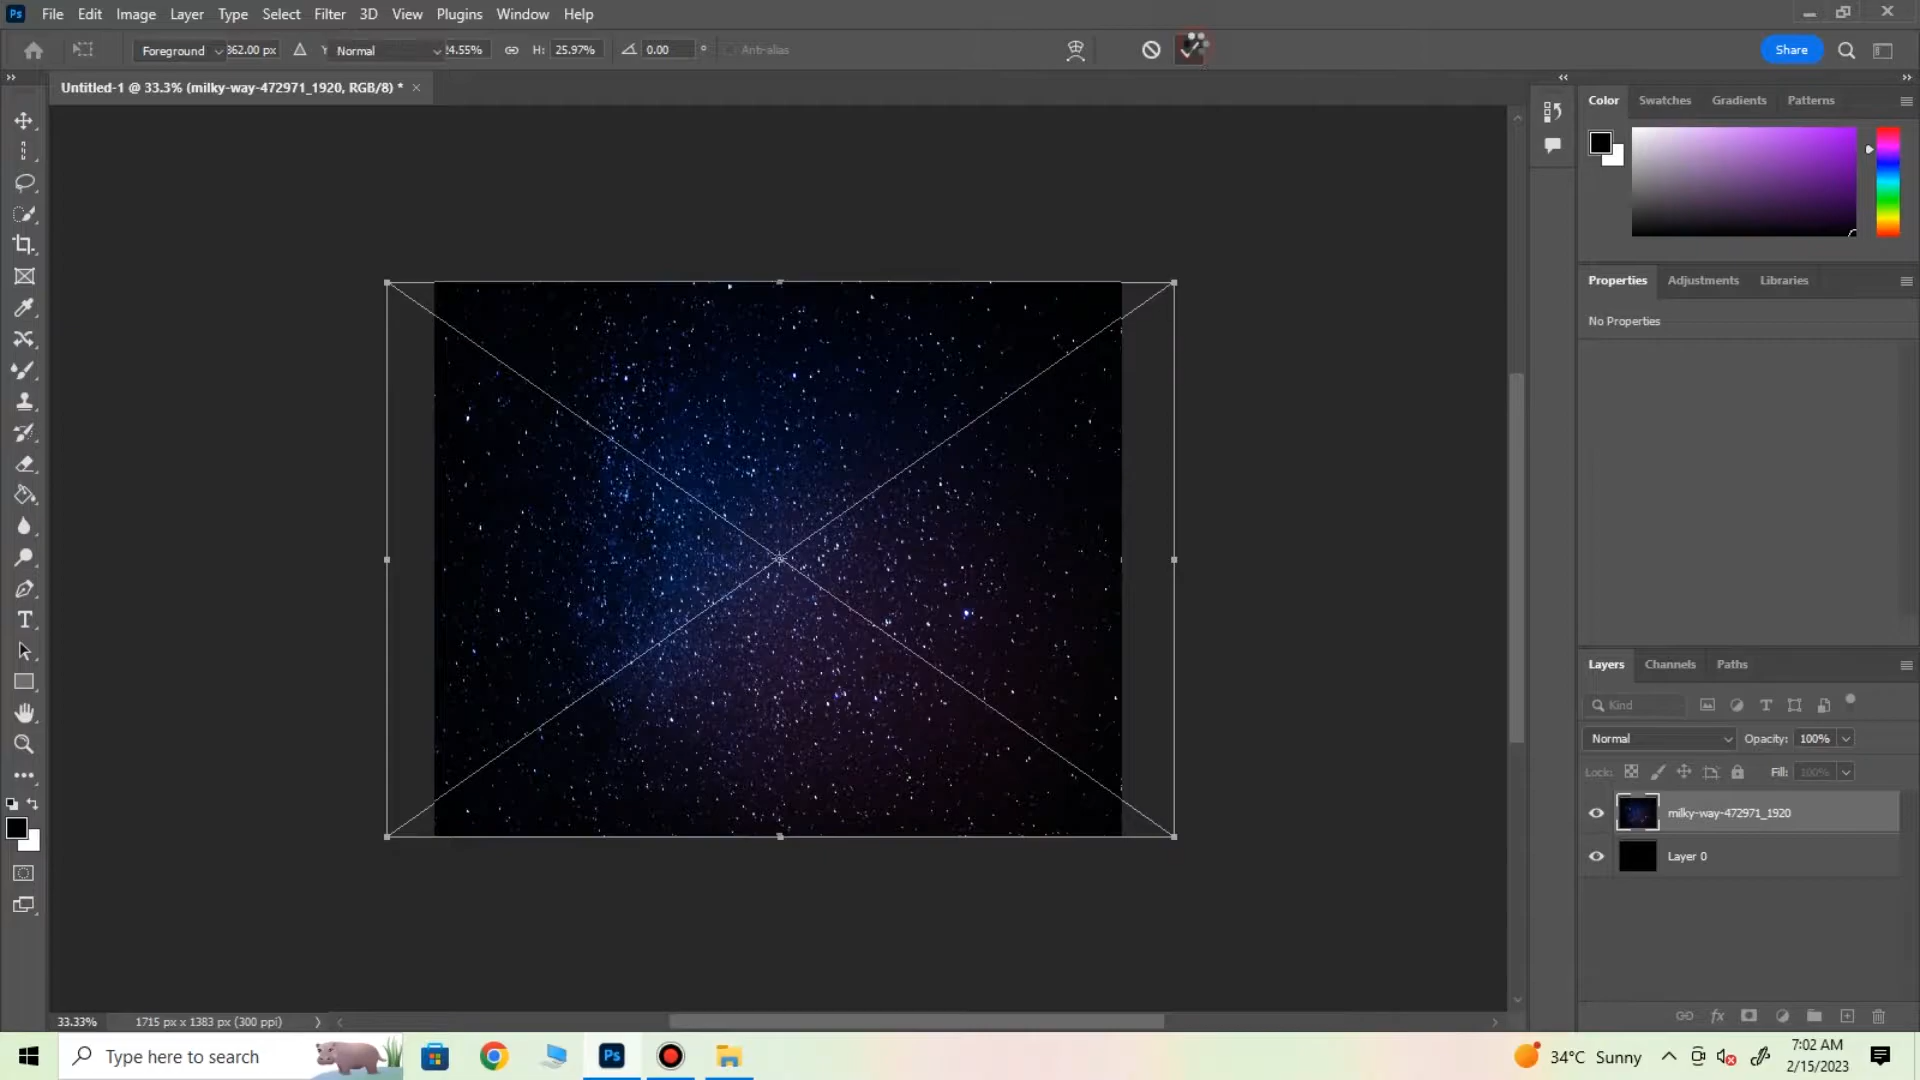 Ps File Edit Image Layer Type Select Filter 3D View Plugins Window Help
Foreground 362.00 px Y Normal 24.55% H: 25.97% 0.00 ° Anti-alias Share
Untitled-1 @ 33.3% (milky-way-472971_1920, RGB/8) * ×
Color Swatches Gradients Patterns
Properties Adjustments Libraries
No Properties
Layers Channels Paths
Kind
Normal Opacity: 100%
Lock: Fill: 100%
milky-way-472971_1920
Layer 0
fx
33.33% 1715 px x 1383 px (300 ppi)
Type here to search
Ps
34°C Sunny
7:02 AM
2/15/2023